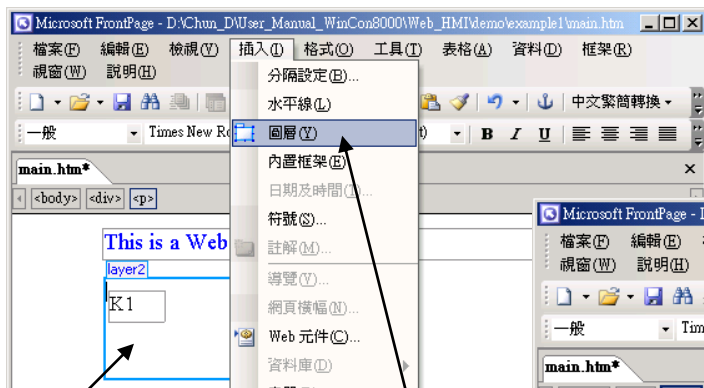 Microsoft FrontPage - D:\Chun_D\User_Manual_WinCon8000\Web_HMI\demo\example1\main.htm
檔案(F) 編輯(E) 檢視(V) 插入(I) 格式(O) 工具(T) 表格(A) 資料(D) 框架(R)
視窗(W) 說明(H)
分隔設定(B)...
水平線(L)
中文繁簡轉換
一般 Times New B I U
圖層(Y)
main.htm*
內置框架(E)
<body> <div> <p>
日期及時間(T)...
符號(S)...
This is a Web
註解(M)...
layer2
導覽(V)...
K1
網頁橫幅(N)...
Web 元件(C)...
資料庫(D)
Microsoft FrontPage -
檔案(F) 編輯(E)
視窗(W) 說明(H)
一般
main.htm*